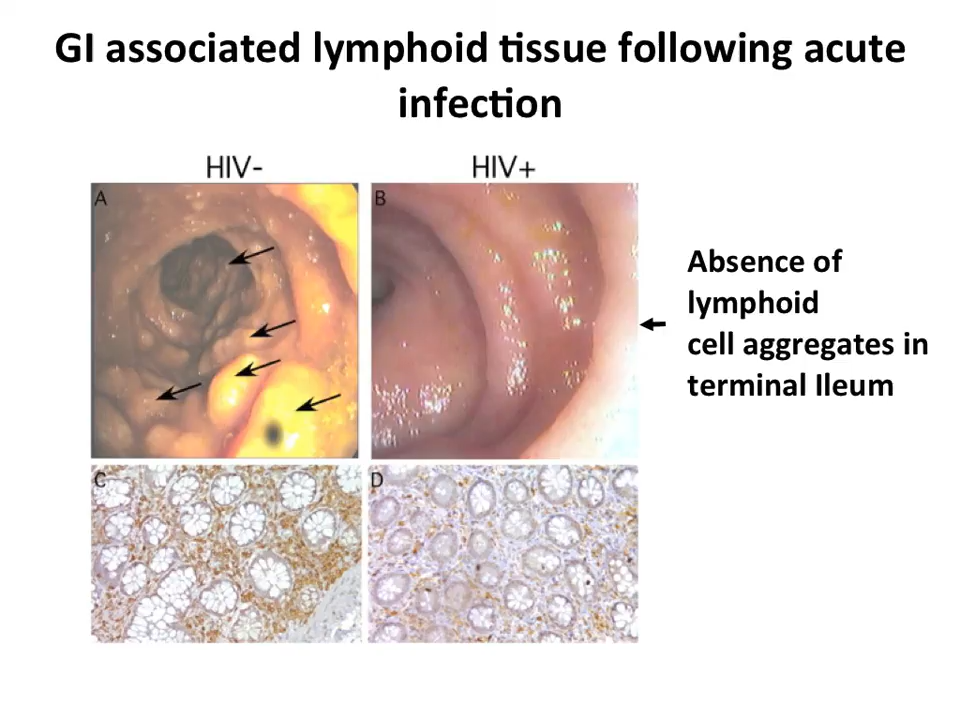 GI associated lymphoid tissue following acute
infection
HIV-
HIV+
A
B
Absence of
lymphoid
cell aggregates in
terminal Ileum
C
D